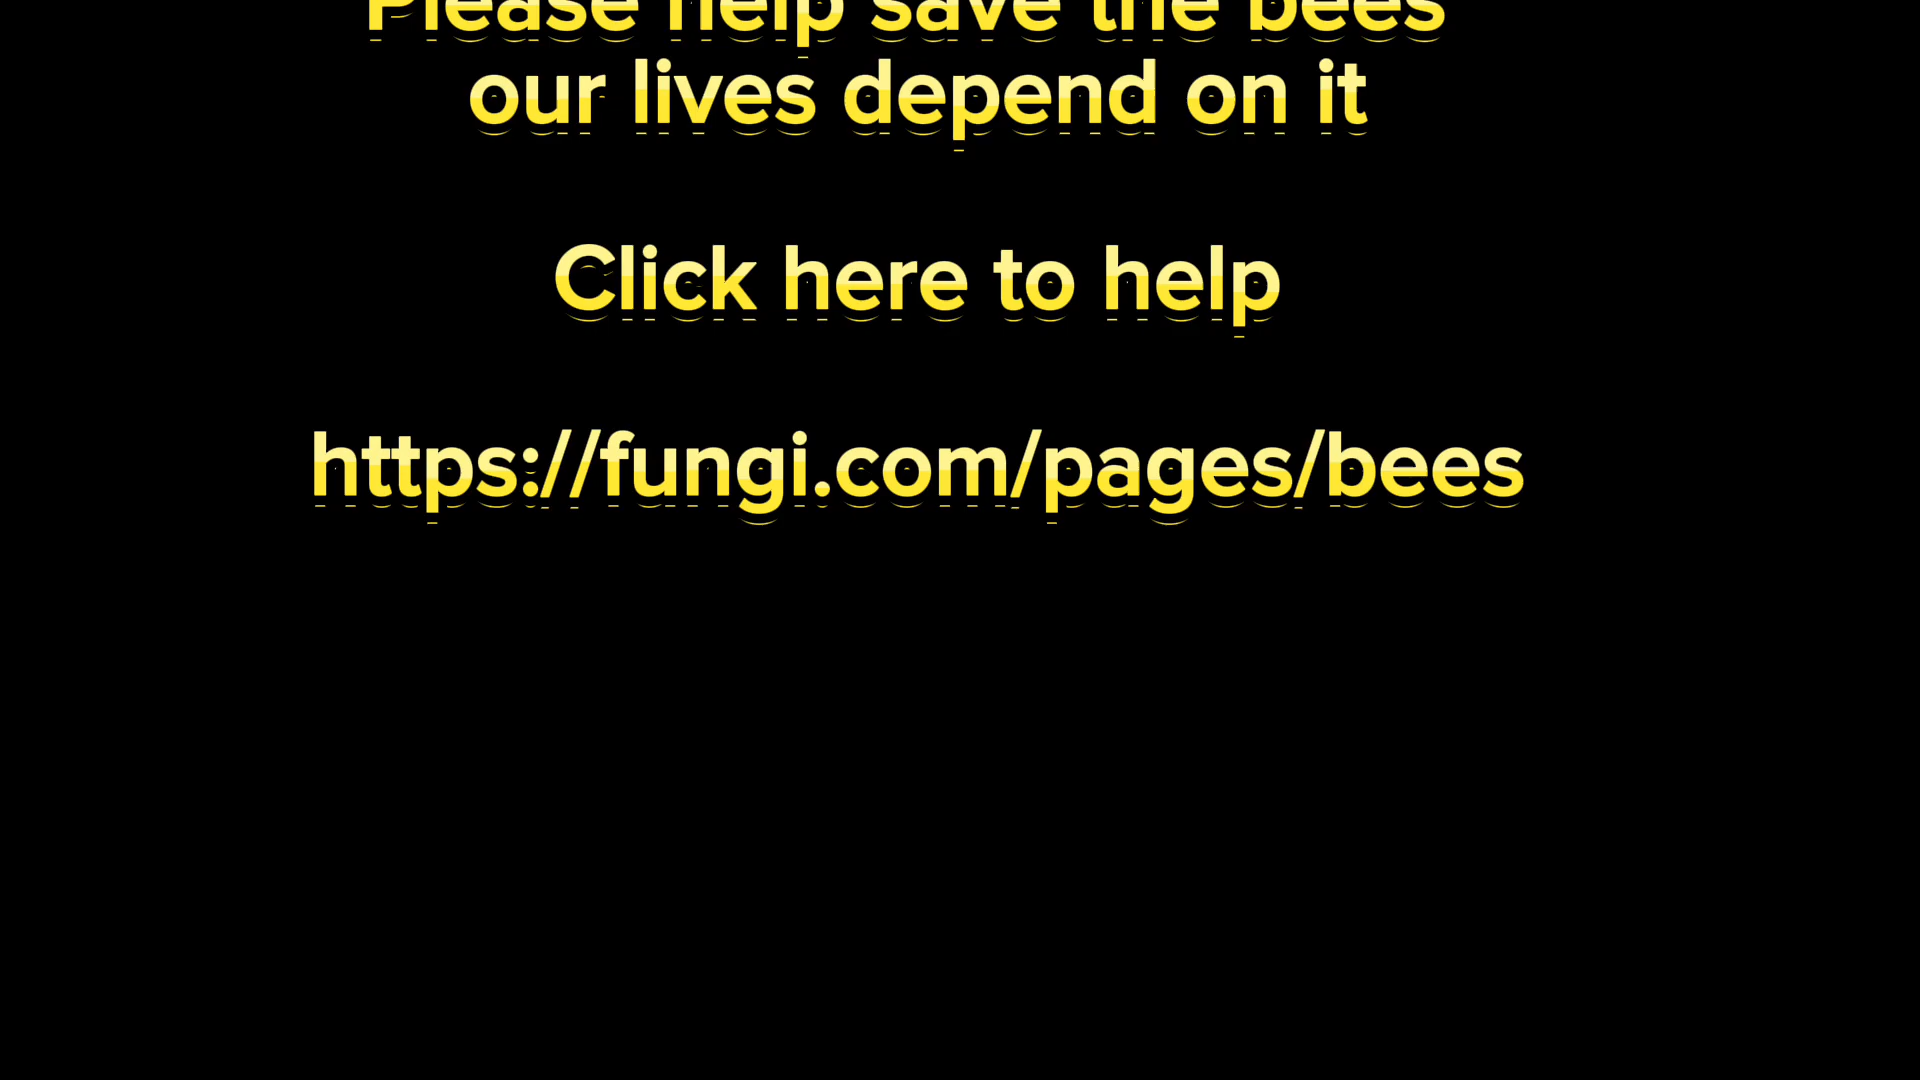 Please help save the bees
our lives depend on it
Click here to help
https://fungi.com/pages/bees